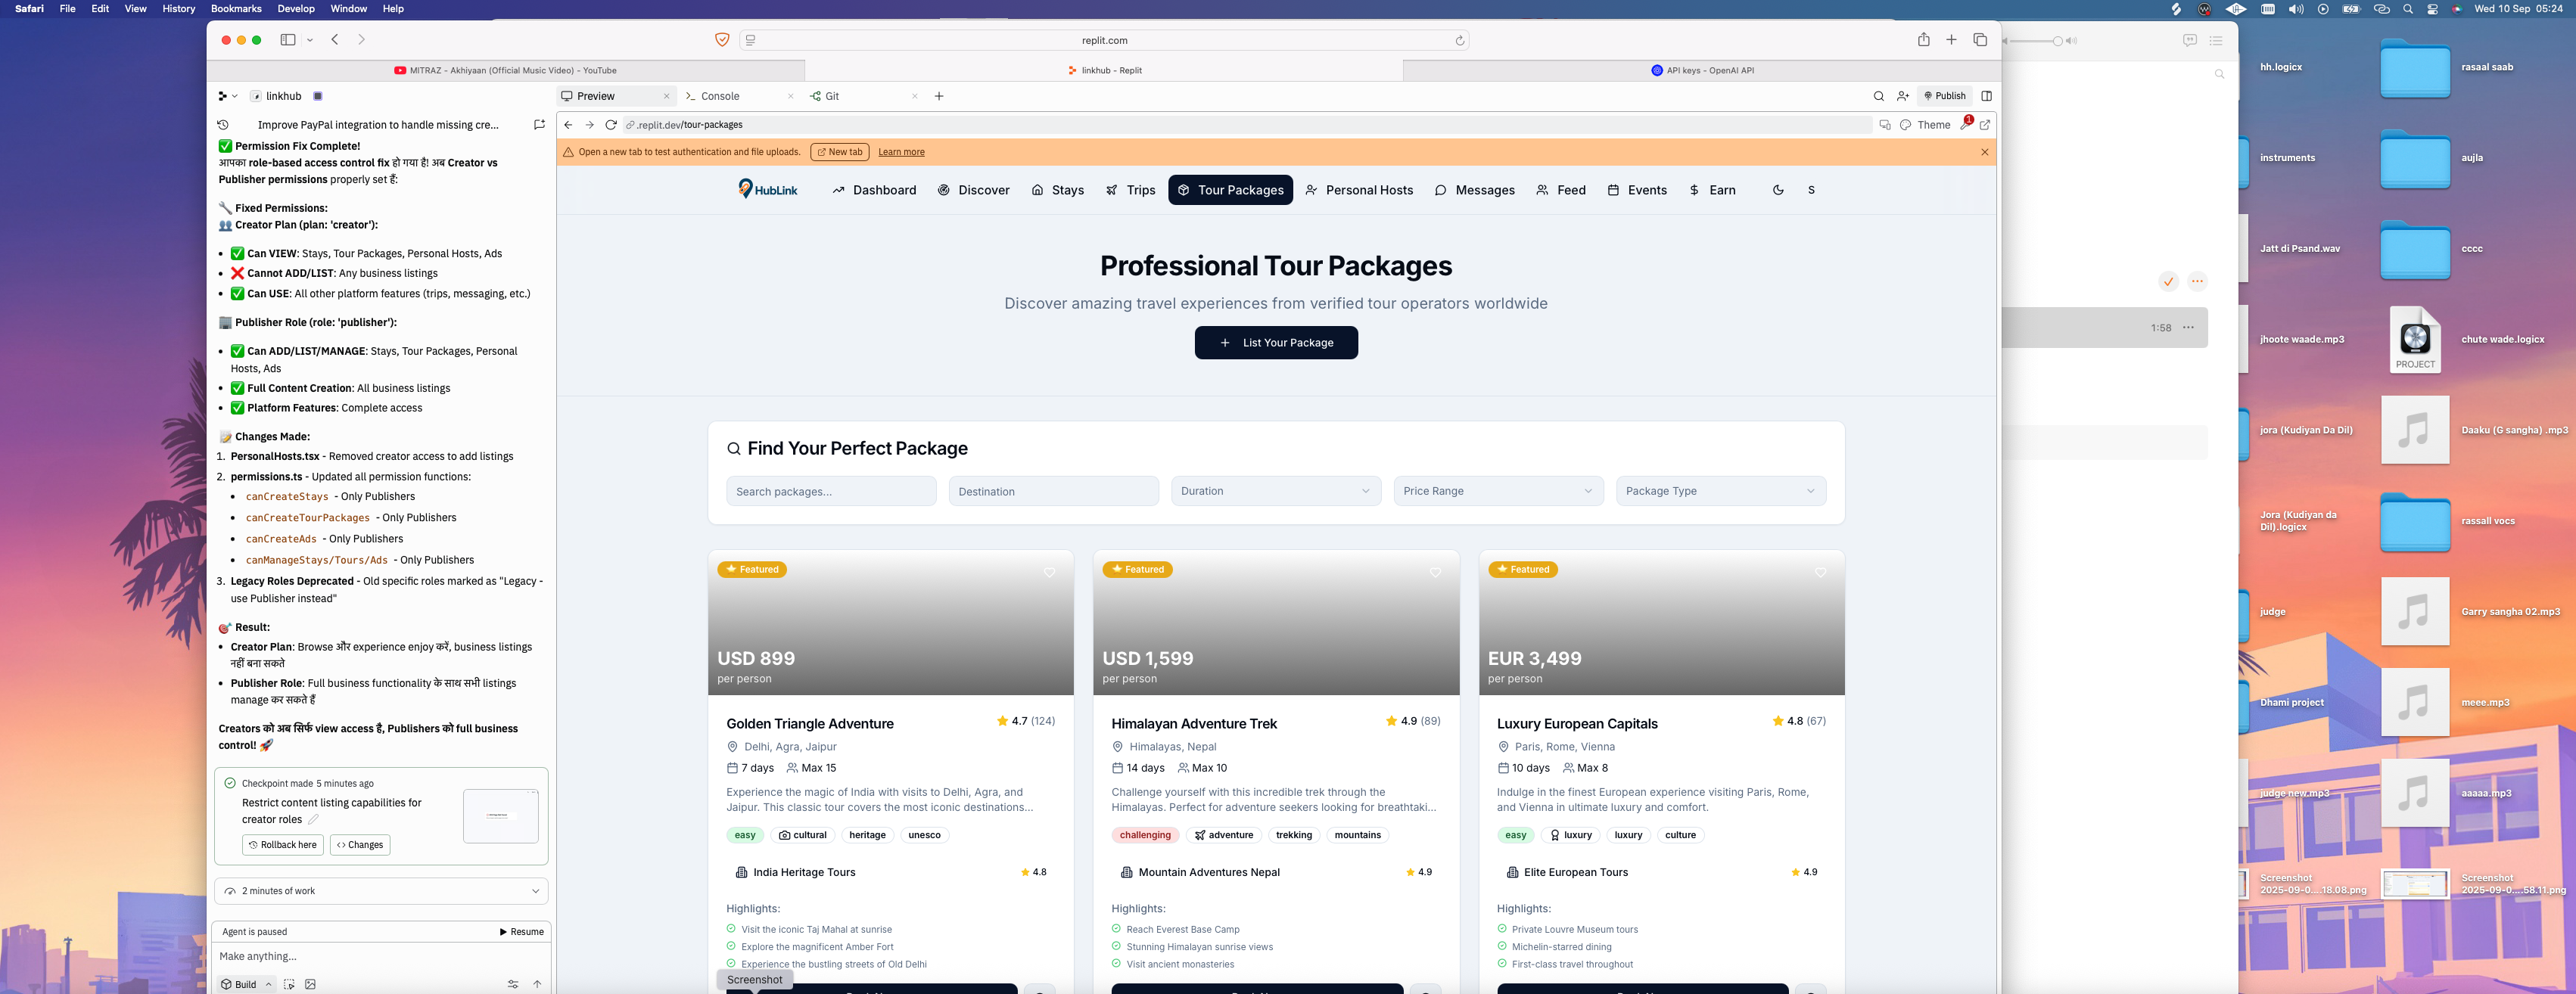 Safari File Edit View History Bookmarks Develop Window Help
Wed 10 Sep 05:24
replit.com
MITRAZ - Akhiyaan (Official Music Video) - YouTube
linkhub - Replit
API keys - OpenAI API
linkhub
Improve PayPal integration to handle missing cre...
✅ Permission Fix Complete!
आपका role-based access control fix हो गया है! अब Creator vs
Publisher permissions properly set हैं:
🔧 Fixed Permissions:
👥 Creator Plan (plan: 'creator'):
• ✅ Can VIEW: Stays, Tour Packages, Personal Hosts, Ads
• ❌ Cannot ADD/LIST: Any business listings
• ✅ Can USE: All other platform features (trips, messaging, etc.)
🏢 Publisher Role (role: 'publisher'):
• ✅ Can ADD/LIST/MANAGE: Stays, Tour Packages, Personal
Hosts, Ads
• ✅ Full Content Creation: All business listings
• ✅ Platform Features: Complete access
📝 Changes Made:
1. PersonalHosts.tsx - Removed creator access to add listings
2. permissions.ts - Updated all permission functions:
• canCreateStays - Only Publishers
• canCreateTourPackages - Only Publishers
• canCreateAds - Only Publishers
• canManageStays/Tours/Ads - Only Publishers
3. Legacy Roles Deprecated - Old specific roles marked as "Legacy -
use Publisher instead"
🎯 Result:
• Creator Plan: Browse और experience enjoy करें, business listings
नहीं बना सकते
• Publisher Role: Full business functionality के साथ सभी listings
manage कर सकते हैं
Creators को अब सिर्फ view access है, Publishers को full business
control! 🚀
Checkpoint made 5 minutes ago
Restrict content listing capabilities for
creator roles
Rollback here
Changes
2 minutes of work
Agent is paused
Resume
Make anything...
Build
Preview
Console
Git
Publish
.replit.dev/tour-packages
Theme
1
Open a new tab to test authentication and file uploads.
New tab
Learn more
HubLink
Dashboard
Discover
Stays
Trips
Tour Packages
Personal Hosts
Messages
Feed
Events
Earn
S
Professional Tour Packages
Discover amazing travel experiences from verified tour operators worldwide
+ List Your Package
Find Your Perfect Package
Search packages...
Destination
Duration
Price Range
Package Type
Featured
USD 899
per person
Golden Triangle Adventure
4.7 (124)
Delhi, Agra, Jaipur
7 days Max 15
Experience the magic of India with visits to Delhi, Agra, and
Jaipur. This classic tour covers the most iconic destinations...
easy cultural heritage unesco
India Heritage Tours
4.8
Highlights:
Visit the iconic Taj Mahal at sunrise
Explore the magnificent Amber Fort
Experience the bustling streets of Old Delhi
Screenshot
Featured
USD 1,599
per person
Himalayan Adventure Trek
4.9 (89)
Himalayas, Nepal
14 days Max 10
Challenge yourself with this incredible trek through the
Himalayas. Perfect for adventure seekers looking for breathtaki...
challenging adventure trekking mountains
Mountain Adventures Nepal
4.9
Highlights:
Reach Everest Base Camp
Stunning Himalayan sunrise views
Visit ancient monasteries
Featured
EUR 3,499
per person
Luxury European Capitals
4.8 (67)
Paris, Rome, Vienna
10 days Max 8
Indulge in the finest European experience visiting Paris, Rome,
and Vienna in ultimate luxury and comfort.
easy luxury luxury culture
Elite European Tours
4.9
Highlights:
Private Louvre Museum tours
Michelin-starred dining
First-class travel throughout
1:58
hh.logicx
rasaal saab
instruments
aujla
Jatt di Psand.wav
cccc
jhoote waade.mp3
PROJECT
chute wade.logicx
jora (Kudiyan Da Dil)
Daaku (G sangha) .mp3
Jora (Kudiyan da
Dil).logicx
rassall vocs
judge
Garry sangha 02.mp3
Dhami project
meee.mp3
judge new.mp3
aaaaa.mp3
Screenshot
2025-09-0....18.08.png
Screenshot
2025-09-0....58.11.png